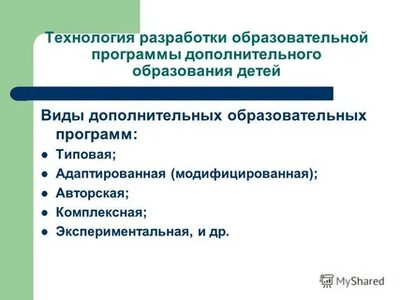 Технология разработки образовательной
программы дополнительного
образования детей
Виды дополнительных образовательных
программ:
Типовая;
Адаптированная (модифицированная);
Авторская;
Комплексная;
Экспериментальная, и др.
MyShared